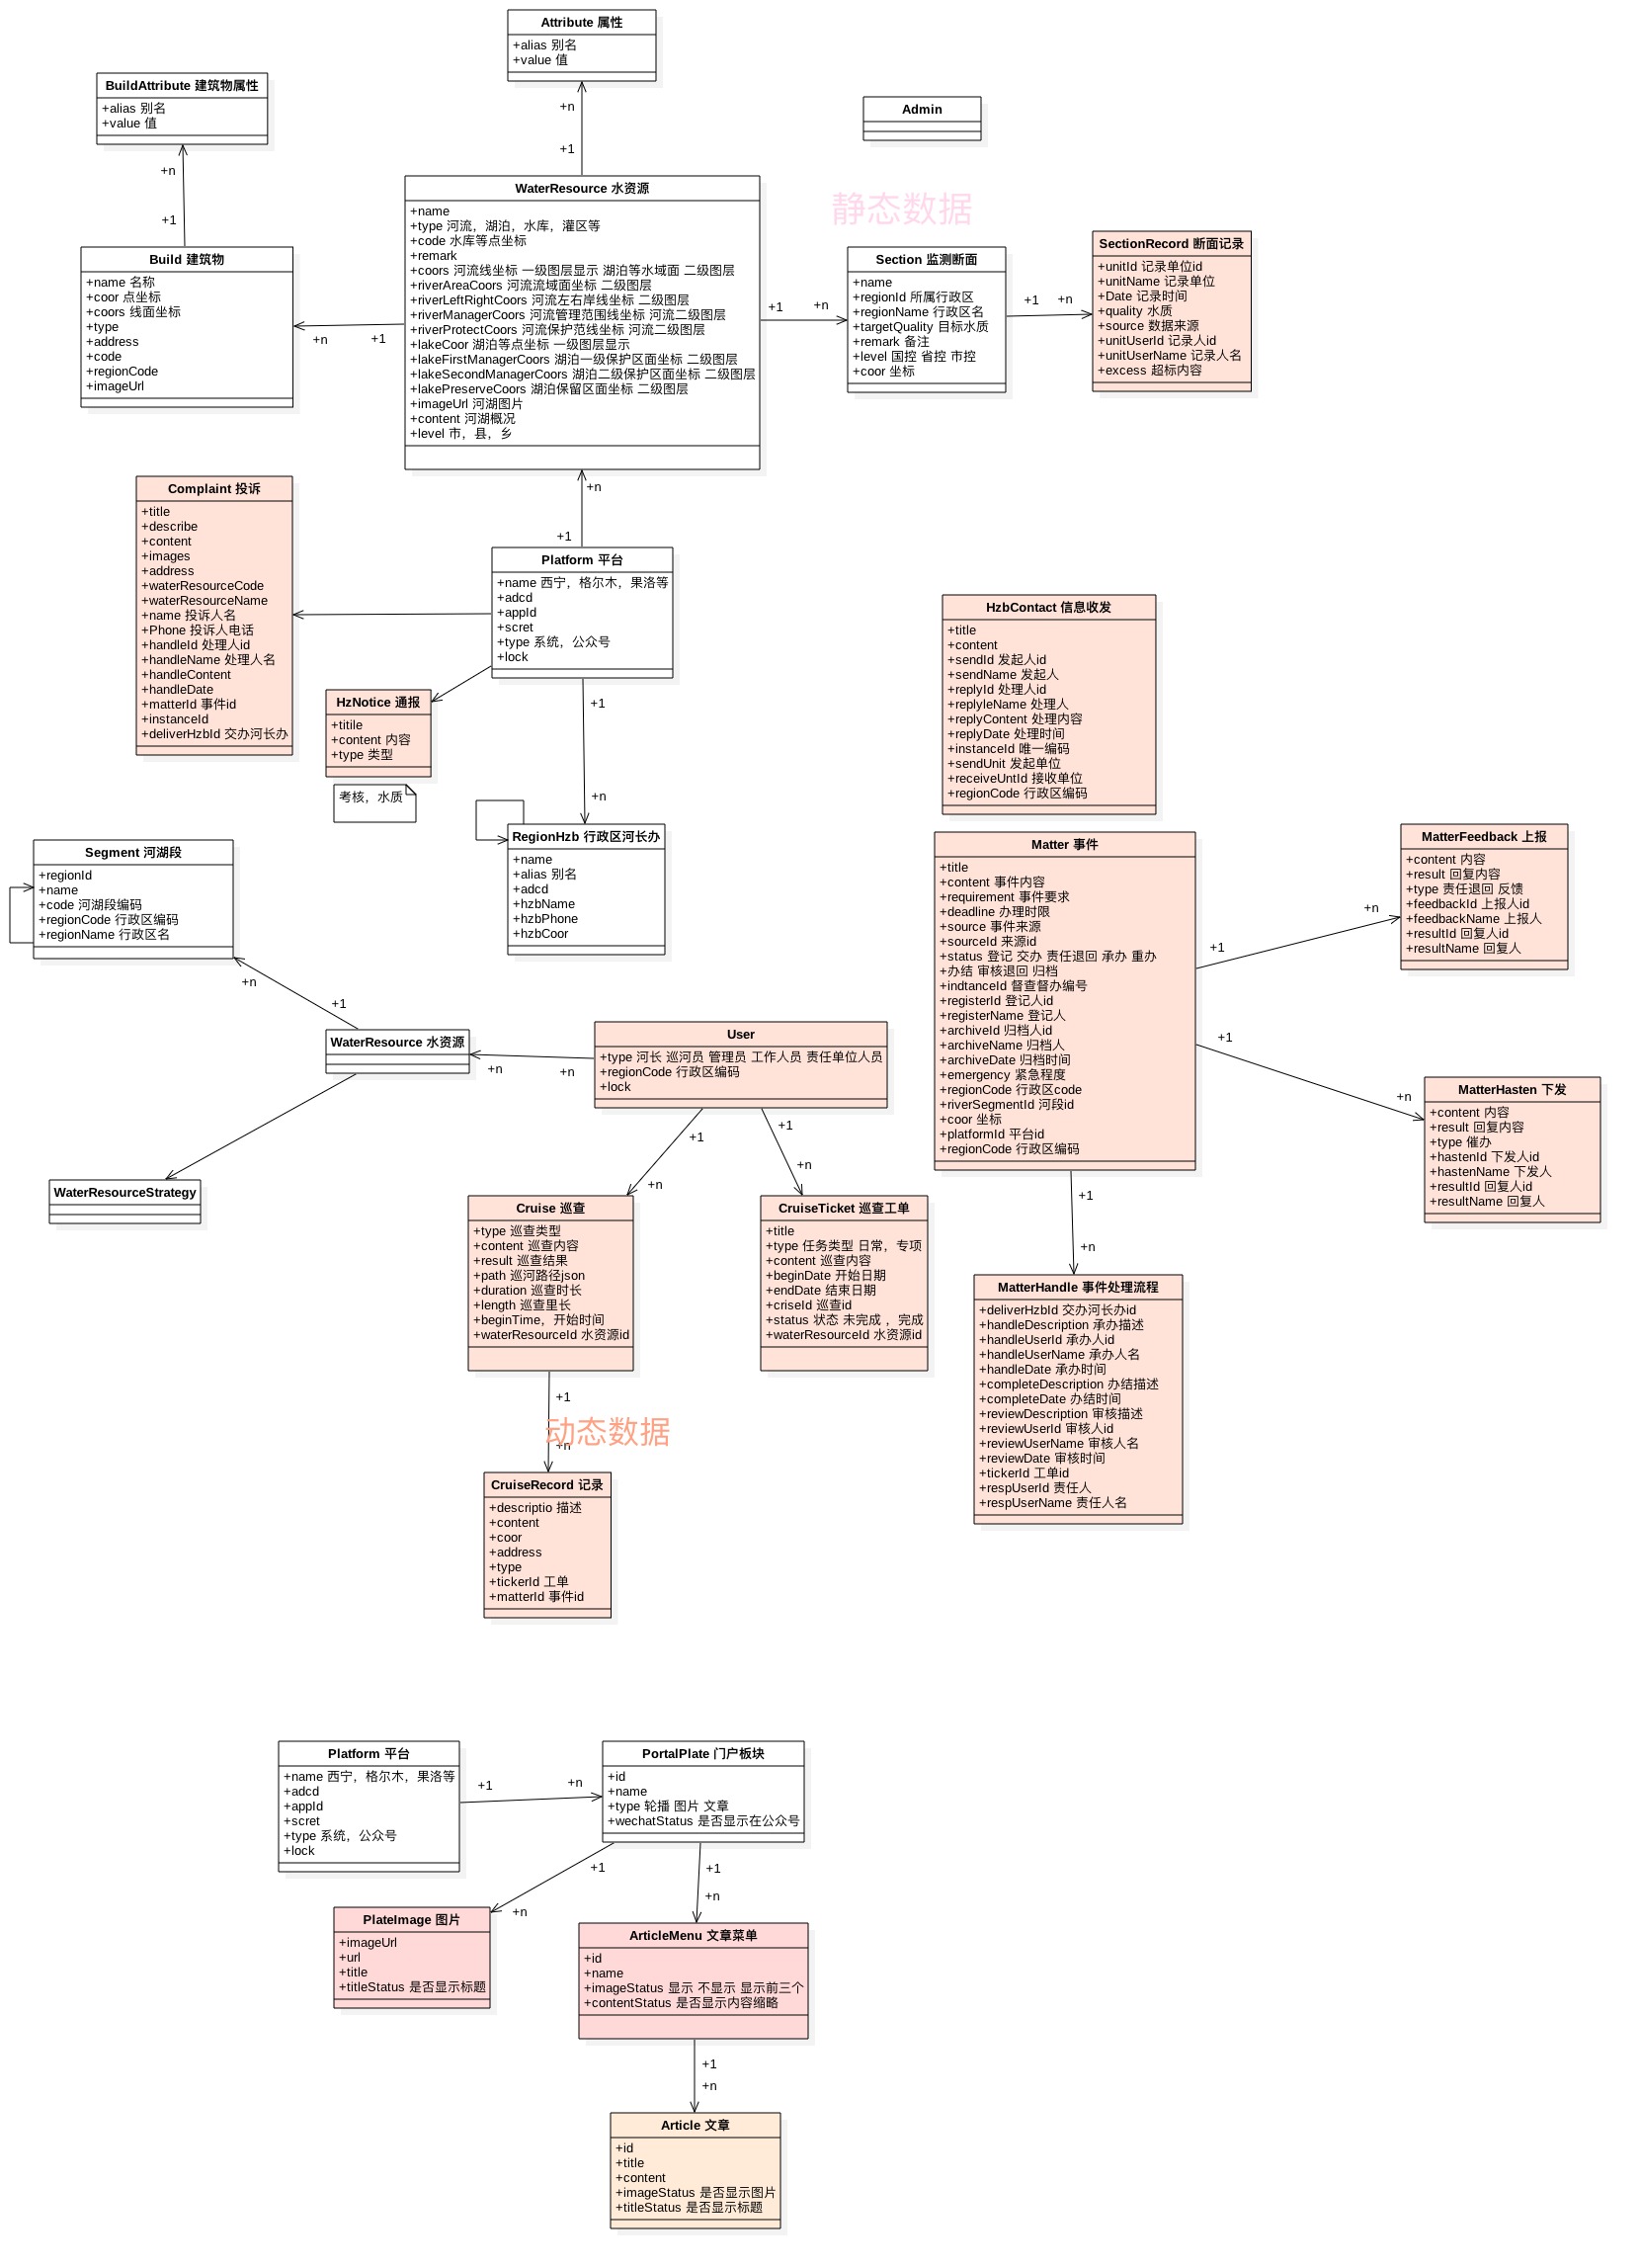 Attribute 属性
+alias 别名
+value 值
BuildAttribute 建筑物属性
+alias 别名
+value 值
Admin
+n
+1
+n
+1
WaterResource 水资源
+name
+type 河流，湖泊，水库，灌区等
+code 水库等点坐标
+remark
+coors 河流线坐标 一级图层显示 湖泊等水域面 二级图层
+riverAreaCoors 河流流域面坐标 二级图层
+riverLeftRightCoors 河流左右岸线坐标 二级图层
+riverManagerCoors 河流管理范围线坐标 河流二级图层
+riverProtectCoors 河流保护范线坐标 河流二级图层
+lakeCoor 湖泊等点坐标 一级图层显示
+lakeFirstManagerCoors 湖泊一级保护区面坐标 二级图层
+lakeSecondManagerCoors 湖泊二级保护区面坐标 二级图层
+lakePreserveCoors 湖泊保留区面坐标 二级图层
+imageUrl 河湖图片
+content 河湖概况
+level 市，县，乡
静态数据
Build 建筑物
+name 名称
+coor 点坐标
+coors 线面坐标
+type
+address
+code
+regionCode
+imageUrl
+n
+1
+1
+n
Section 监测断面
+name
+regionId 所属行政区
+regionName 行政区名
+targetQuality 目标水质
+remark 备注
+level 国控 省控 市控
+coor 坐标
+1
+n
SectionRecord 断面记录
+unitId 记录单位id
+unitName 记录单位
+Date 记录时间
+quality 水质
+source 数据来源
+unitUserId 记录人id
+unitUserName 记录人名
+excess 超标内容
+n
+1
Complaint 投诉
+title
+describe
+content
+images
+address
+waterResourceCode
+waterResourceName
+name 投诉人名
+Phone 投诉人电话
+handleId 处理人id
+handleName 处理人名
+handleContent
+handleDate
+matterId 事件id
+instanceId
+deliverHzbId 交办河长办
Platform 平台
+name 西宁，格尔木，果洛等
+adcd
+appId
+scret
+type 系统，公众号
+lock
HzNotice 通报
+titile
+content 内容
+type 类型
考核，水质
+1
+n
HzbContact 信息收发
+title
+content
+sendId 发起人id
+sendName 发起人
+replyId 处理人id
+replyleName 处理人
+replyContent 处理内容
+replyDate 处理时间
+instanceId 唯一编码
+sendUnit 发起单位
+receiveUntId 接收单位
+regionCode 行政区编码
RegionHzb 行政区河长办
+name
+alias 别名
+adcd
+hzbName
+hzbPhone
+hzbCoor
Segment 河湖段
+regionId
+name
+code 河湖段编码
+regionCode 行政区编码
+regionName 行政区名
+n
+1
WaterResource 水资源
+n
+n
User
+type 河长 巡河员 管理员 工作人员 责任单位人员
+regionCode 行政区编码
+lock
WaterResourceStrategy
+1
+n
+1
+n
Matter 事件
+title
+content 事件内容
+requirement 事件要求
+deadline 办理时限
+source 事件来源
+sourceId 来源id
+status 登记 交办 责任退回 承办 重办
+办结 审核退回 归档
+indtanceId 督查督办编号
+registerId 登记人id
+registerName 登记人
+archiveId 归档人id
+archiveName 归档人
+archiveDate 归档时间
+emergency 紧急程度
+regionCode 行政区code
+riverSegmentId 河段id
+coor 坐标
+platformId 平台id
+regionCode 行政区编码
+1
+n
MatterFeedback 上报
+content 内容
+result 回复内容
+type 责任退回 反馈
+feedbackId 上报人id
+feedbackName 上报人
+resultId 回复人id
+resultName 回复人
+1
+n
MatterHasten 下发
+content 内容
+result 回复内容
+type 催办
+hastenId 下发人id
+hastenName 下发人
+resultId 回复人id
+resultName 回复人
+1
+n
Cruise 巡查
+type 巡查类型
+content 巡查内容
+result 巡查结果
+path 巡河路径json
+duration 巡查时长
+length 巡查里长
+beginTime，开始时间
+waterResourceId 水资源id
CruiseTicket 巡查工单
+title
+type 任务类型 日常，专项
+content 巡查内容
+beginDate 开始日期
+endDate 结束日期
+criseId 巡查id
+status 状态 未完成 ，完成
+waterResourceId 水资源id
MatterHandle 事件处理流程
+deliverHzbId 交办河长办id
+handleDescription 承办描述
+handleUserId 承办人id
+handleUserName 承办人名
+handleDate 承办时间
+completeDescription 办结描述
+completeDate 办结时间
+reviewDescription 审核描述
+reviewUserId 审核人id
+reviewUserName 审核人名
+reviewDate 审核时间
+tickerId 工单id
+respUserId 责任人
+respUserName 责任人名
+1
动态数据
+n
CruiseRecord 记录
+descriptio 描述
+content
+coor
+address
+type
+tickerId 工单
+matterId 事件id
Platform 平台
+name 西宁，格尔木，果洛等
+adcd
+appId
+scret
+type 系统，公众号
+lock
+1
+n
PortalPlate 门户板块
+id
+name
+type 轮播 图片 文章
+wechatStatus 是否显示在公众号
+1
+n
+1
+n
PlateImage 图片
+imageUrl
+url
+title
+titleStatus 是否显示标题
ArticleMenu 文章菜单
+id
+name
+imageStatus 显示 不显示 显示前三个
+contentStatus 是否显示内容缩略
+1
+n
Article 文章
+id
+title
+content
+imageStatus 是否显示图片
+titleStatus 是否显示标题